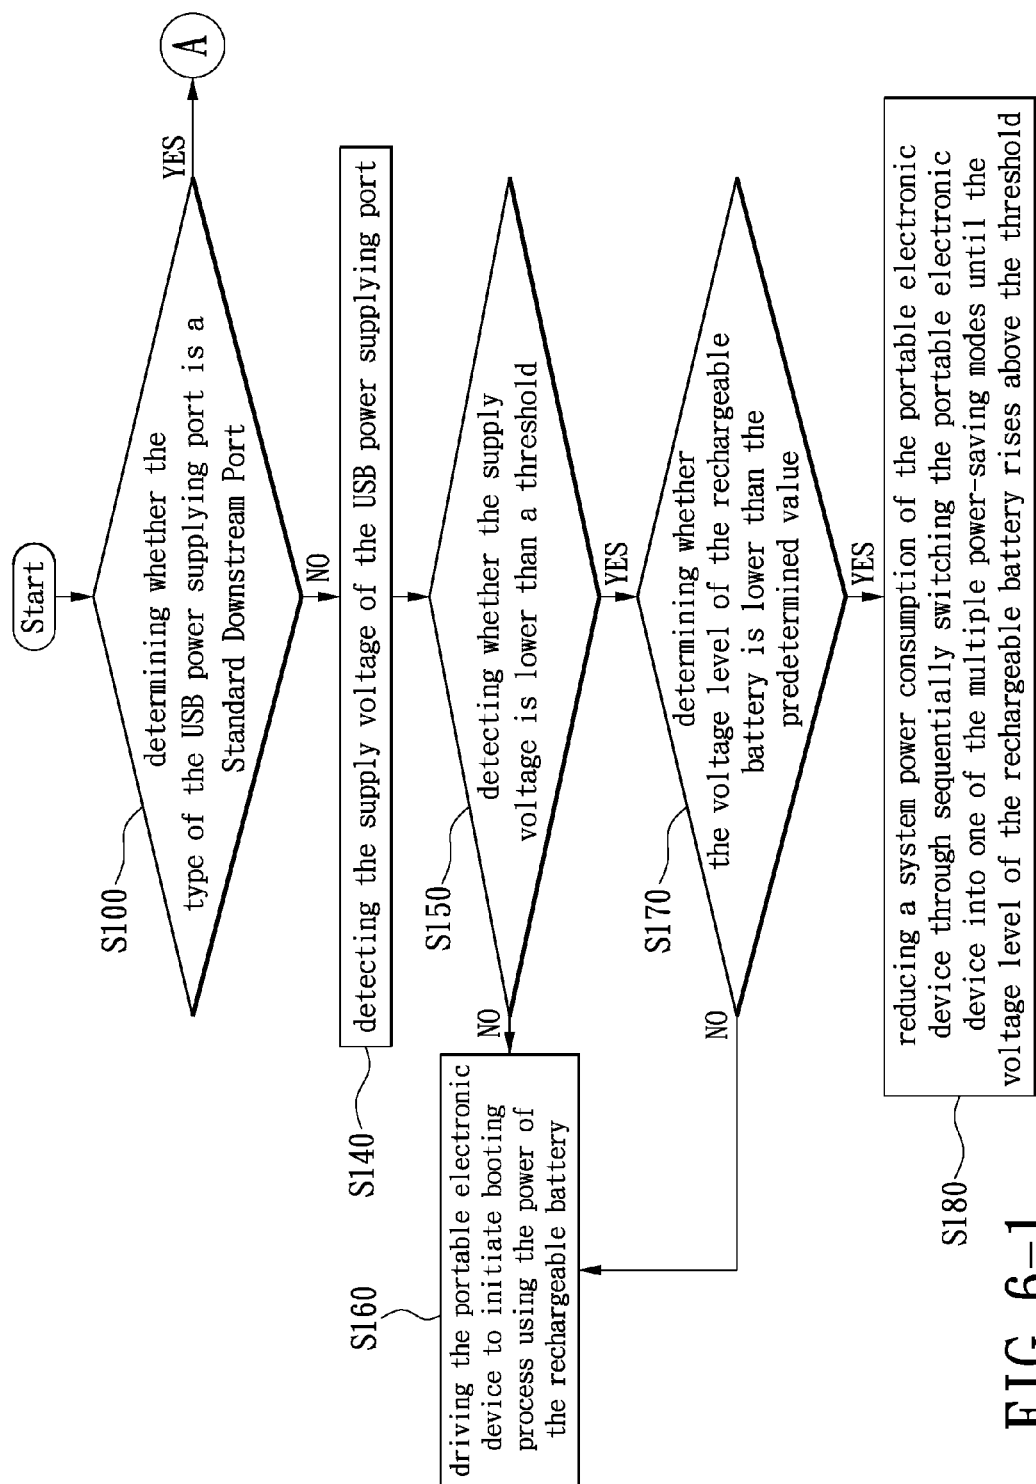 Start
determining whether the
type of the USB power supplying port is a
Standard Downstream Port
S100
YES
A
NO
detecting the supply voltage of the USB power supplying port
S140
detecting whether the supply
voltage is lower than a threshold
S150
NO
YES
driving the portable electronic
device to initiate booting
process using the power of
the rechargeable battery
S160
determining whether
the voltage level of the rechargeable
battery is lower than the
predetermined value
S170
NO
YES
reducing a system power consumption of the portable electronic
device through sequentially switching the portable electronic
device into one of the multiple power-saving modes until the
voltage level of the rechargeable battery rises above the threshold
S180
FIG. 6-1